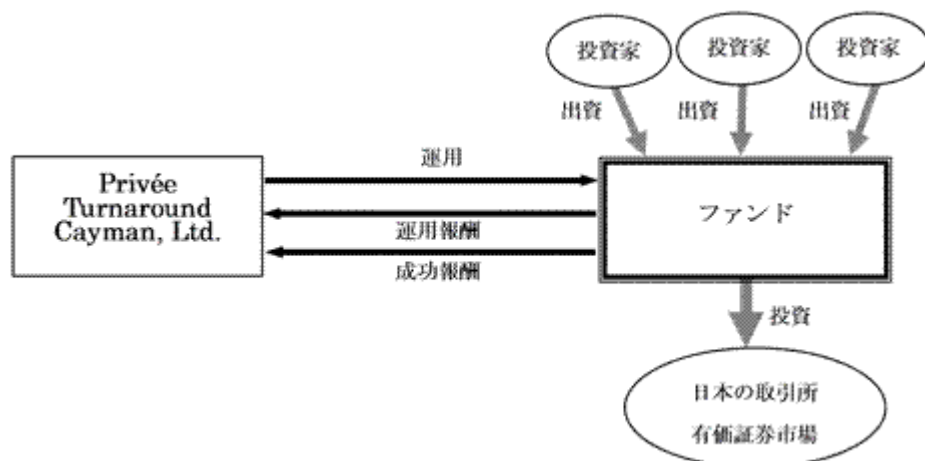 投資家
投資家
投資家
出資
出資
出資
運用
Privée
Turnaround
Cayman, Ltd.
ファンド
運用報酬
成功報酬
投資
日本の取引所
有価証券市場